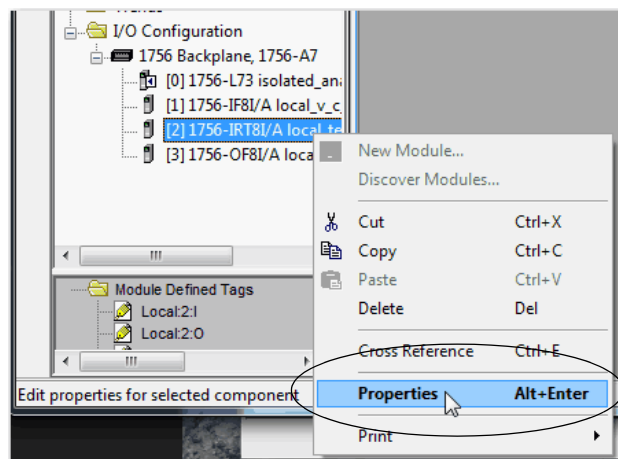 I/O Configuration
1756 Backplane, 1756-A7
[0] 1756-L73 isolated_ana
[1] 1756-IF8I/A local_v_c_
[2] 1756-IRT8I/A local_te
[3] 1756-OF8I/A loca
New Module...
Discover Modules...
Cut Ctrl+X
Copy Ctrl+C
Paste Ctrl+V
Delete Del
Cross Reference Ctrl+E
Properties Alt+Enter
Print
Module Defined Tags
Local:2:I
Local:2:O
Edit properties for selected component